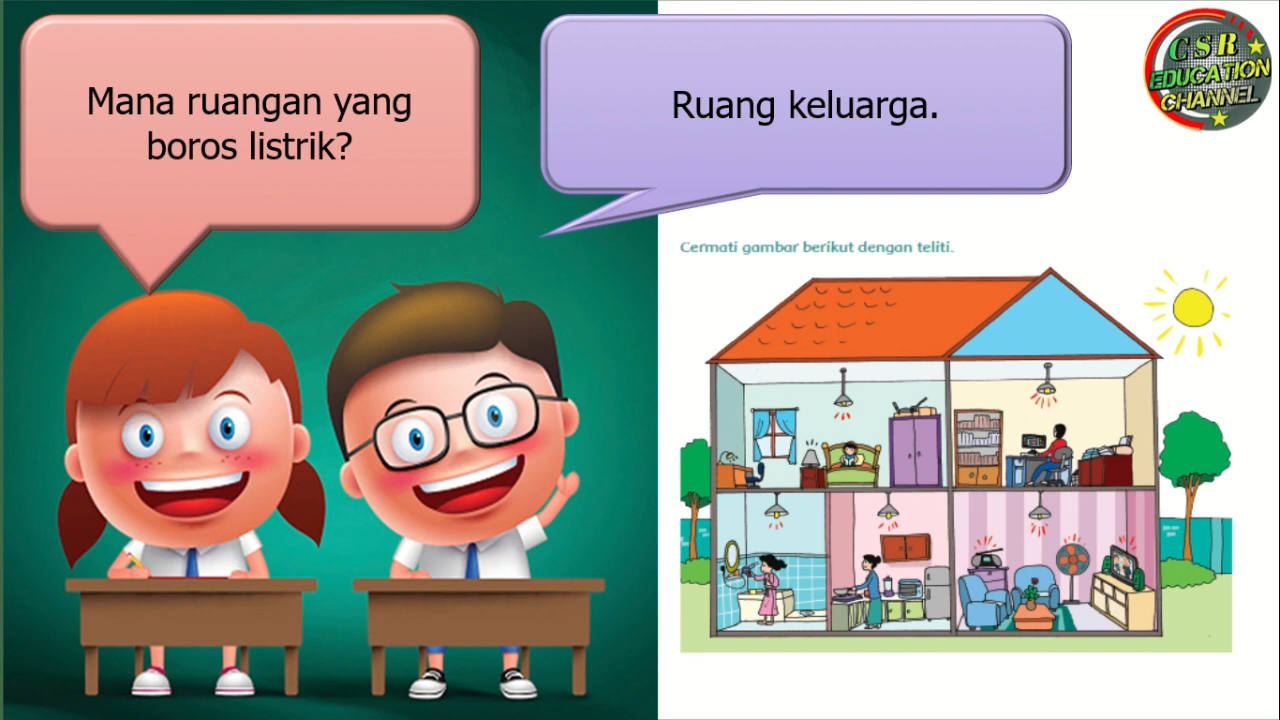 Mana ruangan yang
boros listrik?
Ruang keluarga.
CSR
EDUCATION
CHANNEL
Cermati gambar berikut dengan teliti.